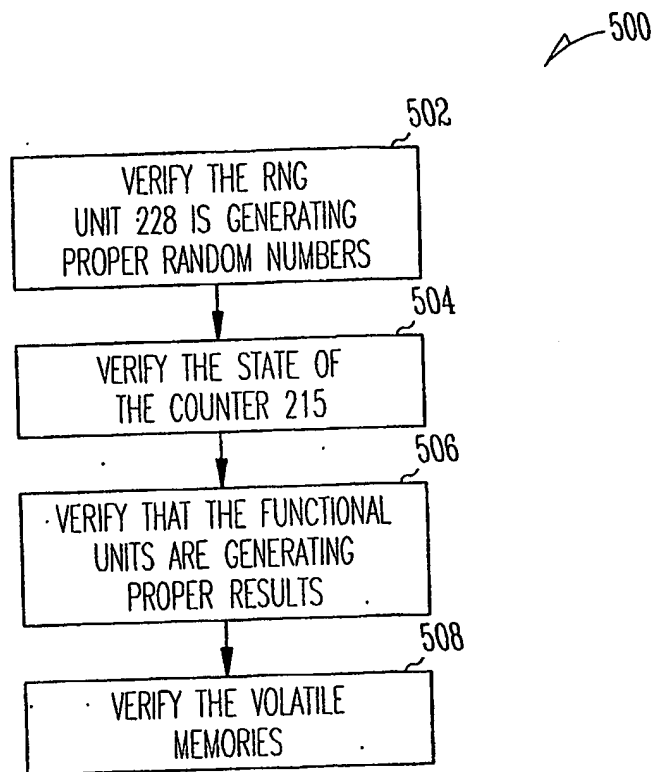 500
502
VERIFY THE RNG
UNIT 228 IS GENERATING
PROPER RANDOM NUMBERS
504
VERIFY THE STATE OF
THE COUNTER 215
506
VERIFY THAT THE FUNCTIONAL
UNITS ARE GENERATING
PROPER RESULTS
508
VERIFY THE VOLATILE
MEMORIES